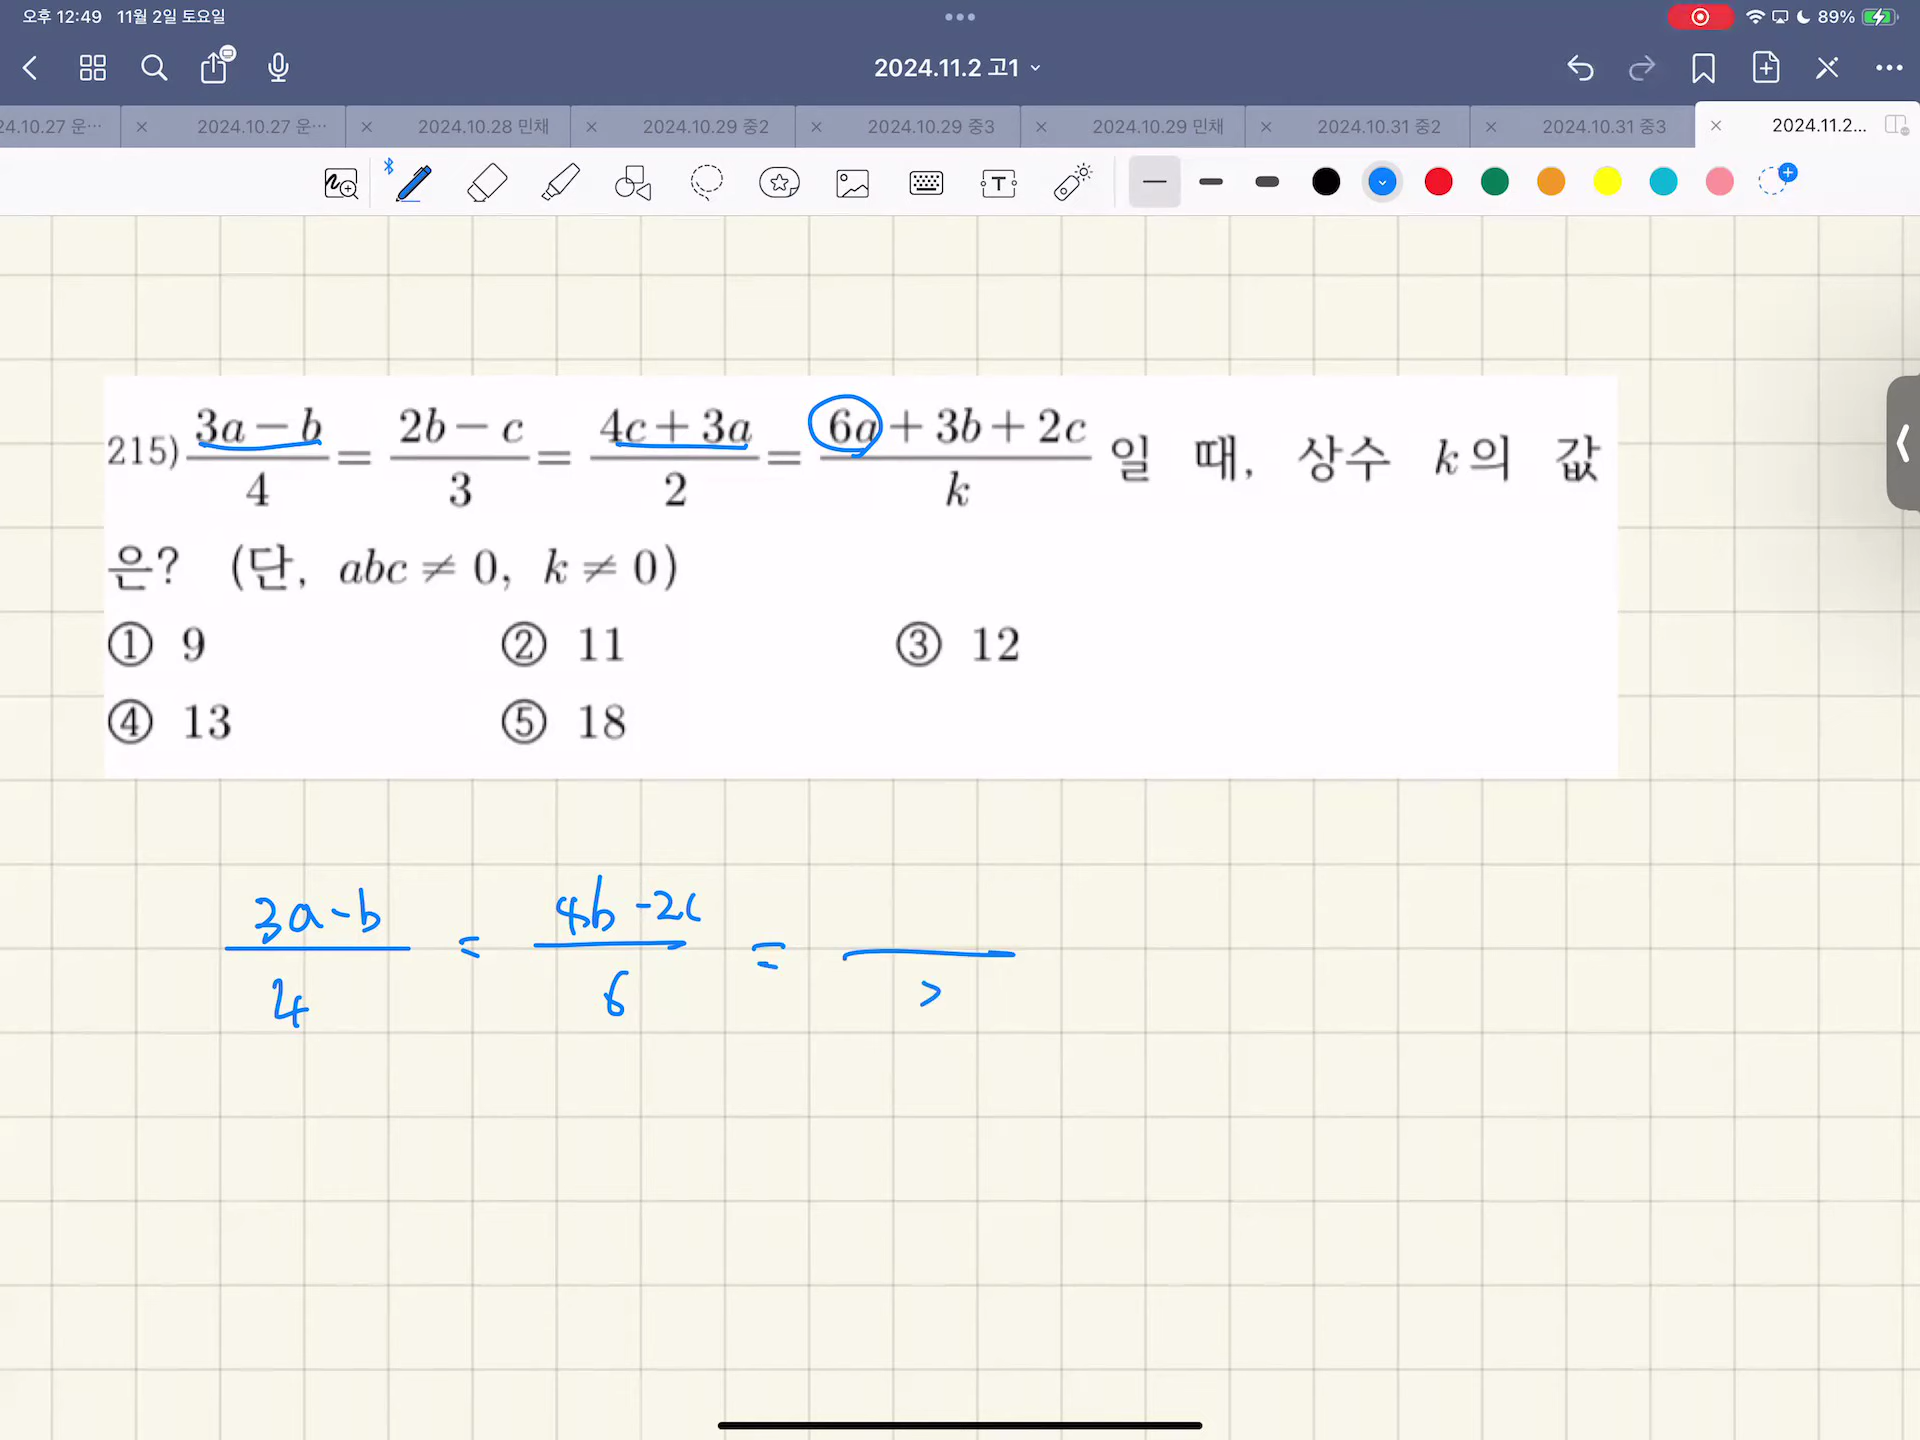 오후 12:49 11월 2일 토요일
89%
2024.11.2 고1
24.10.27 운… 2024.10.27 운… 2024.10.28 민채 2024.10.29 중2 2024.10.29 중3 2024.10.29 민채 2024.10.31 중2 2024.10.31 중3 2024.11.2...
T
215) (3a − b)/4 = (2b − c)/3 = (4c + 3a)/2 = (6a + 3b + 2c)/k 일 때, 상수 k의 값
은? (단, abc ≠ 0, k ≠ 0)
① 9 ② 11 ③ 12
④ 13 ⑤ 18
(3a-b)/4 = (4b-2c)/6 =